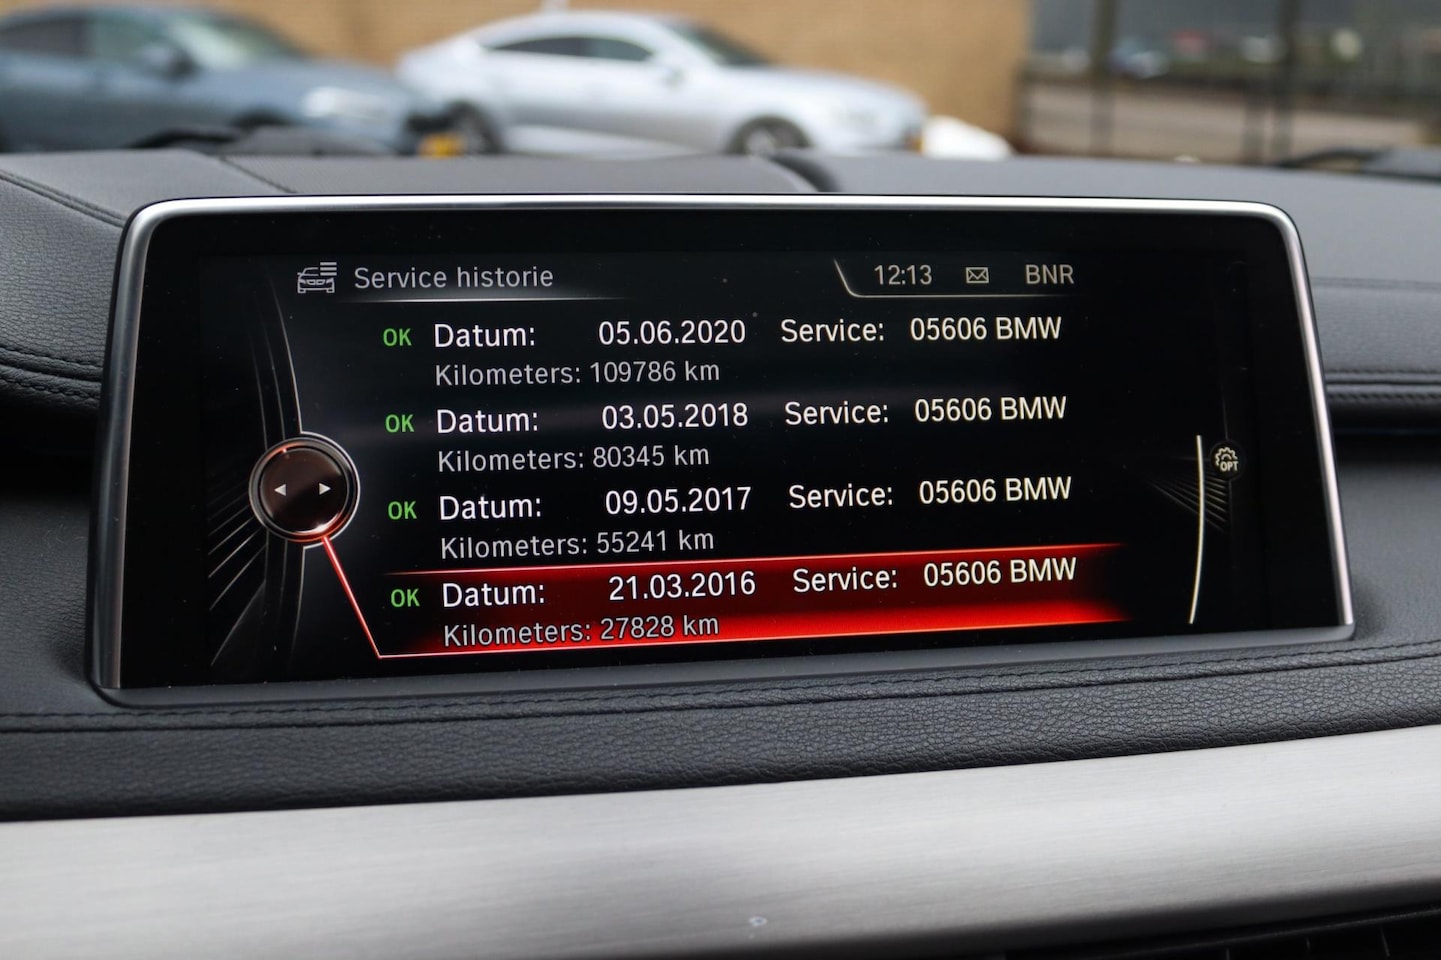 Service historie 12:13 BNR
OK Datum: 05.06.2020 Service: 05606 BMW
Kilometers: 109786 km
OK Datum: 03.05.2018 Service: 05606 BMW
Kilometers: 80345 km
OK Datum: 09.05.2017 Service: 05606 BMW
Kilometers: 55241 km
OPT
OK Datum: 21.03.2016 Service: 05606 BMW
Kilometers: 27828 km